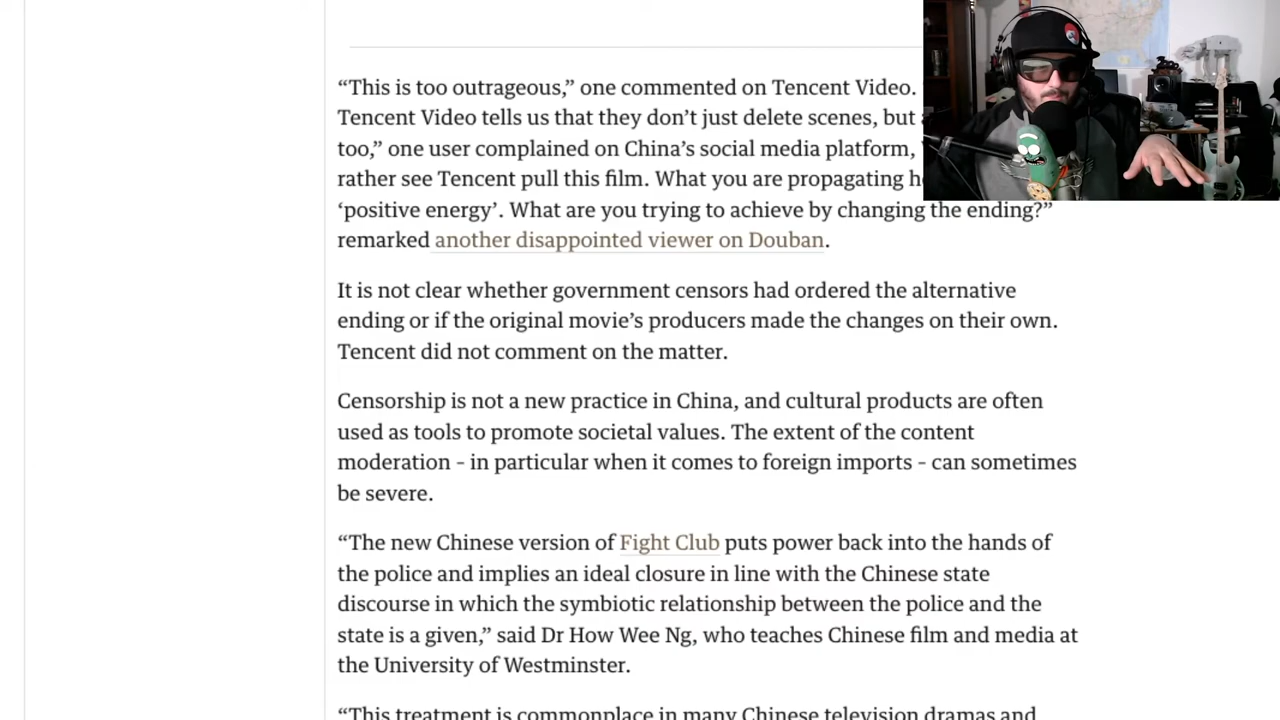 “This is too outrageous,” one commented on Tencent Video.
Tencent Video tells us that they don’t just delete scenes, but
too,” one user complained on China’s social media platform,
rather see Tencent pull this film. What you are propagating
‘positive energy’. What are you trying to achieve by changing the ending?”
remarked another disappointed viewer on Douban.
It is not clear whether government censors had ordered the alternative
ending or if the original movie’s producers made the changes on their own.
Tencent did not comment on the matter.
Censorship is not a new practice in China, and cultural products are often
used as tools to promote societal values. The extent of the content
moderation – in particular when it comes to foreign imports – can sometimes
be severe.
“The new Chinese version of Fight Club puts power back into the hands of
the police and implies an ideal closure in line with the Chinese state
discourse in which the symbiotic relationship between the police and the
state is a given,” said Dr How Wee Ng, who teaches Chinese film and media at
the University of Westminster.
“This treatment is commonplace in many Chinese television dramas and